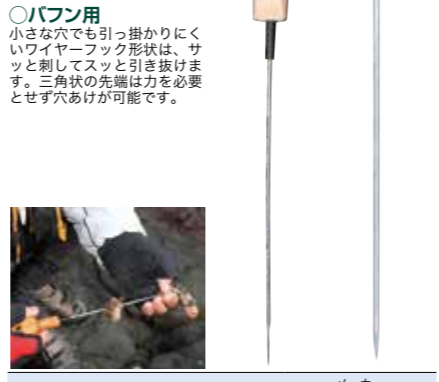 ○バフン用
小さな穴でも引っ掛かりにく
いワイヤーフック形状は、サ
ッと刺してスッと引き抜けま
す。三角状の先端は力を必要
とせず穴あけが可能です。